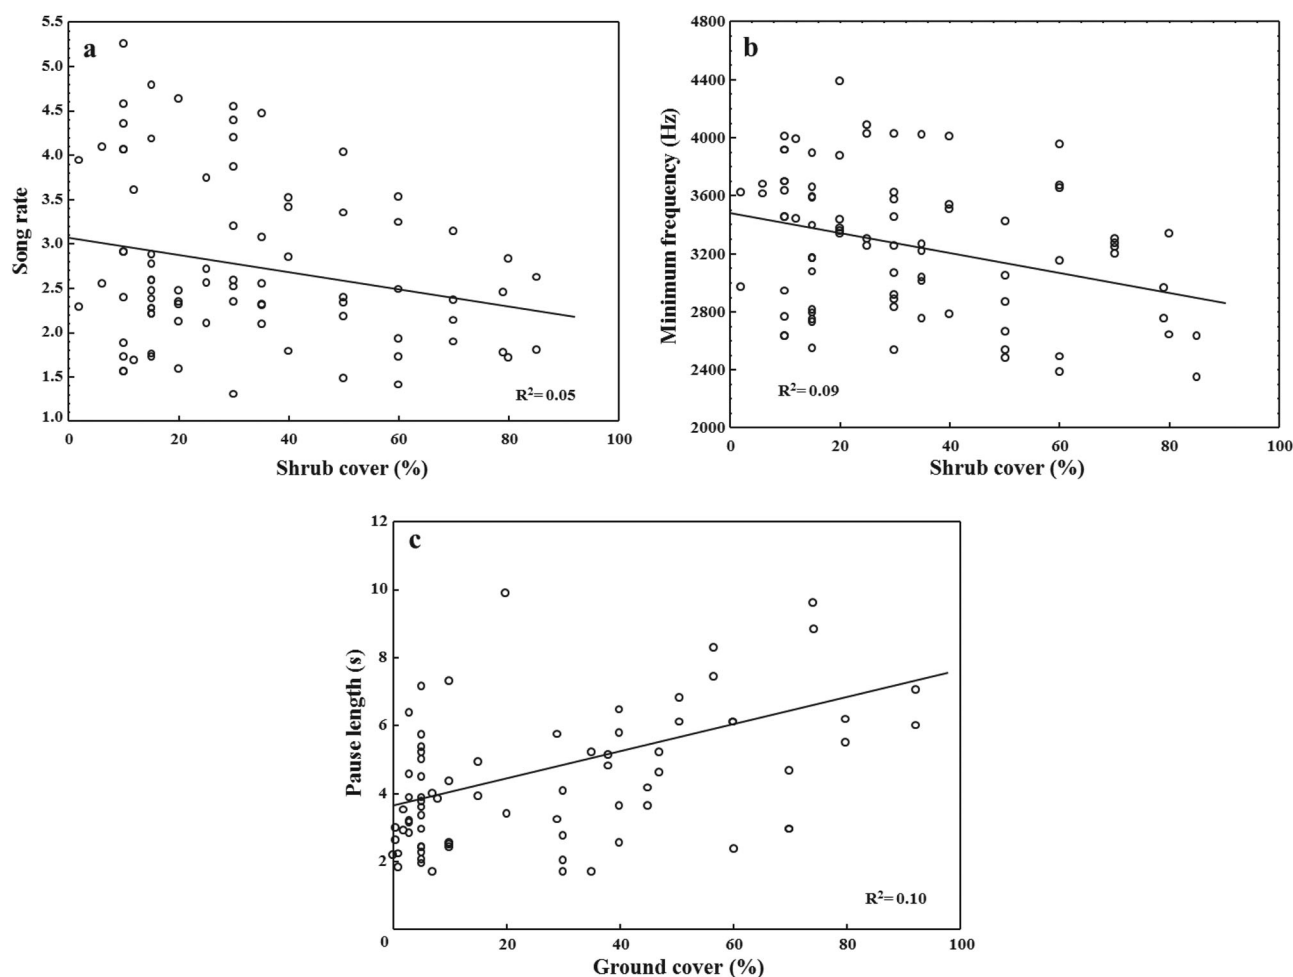 a
5.5
5.0
4.5
4.0
3.5
3.0
2.5
2.0
1.5
1.0
Song rate
R²= 0.05
0 20 40 60 80 100
Shrub cover (%)
b
4800
4400
4000
3600
3200
2800
2400
2000
Minimum frequency (Hz)
R²= 0.09
0 20 40 60 80 100
Shrub cover (%)
c
12
10
8
6
4
2
0
Pause length (s)
R²= 0.10
20 40 60 80 100
Ground cover (%)